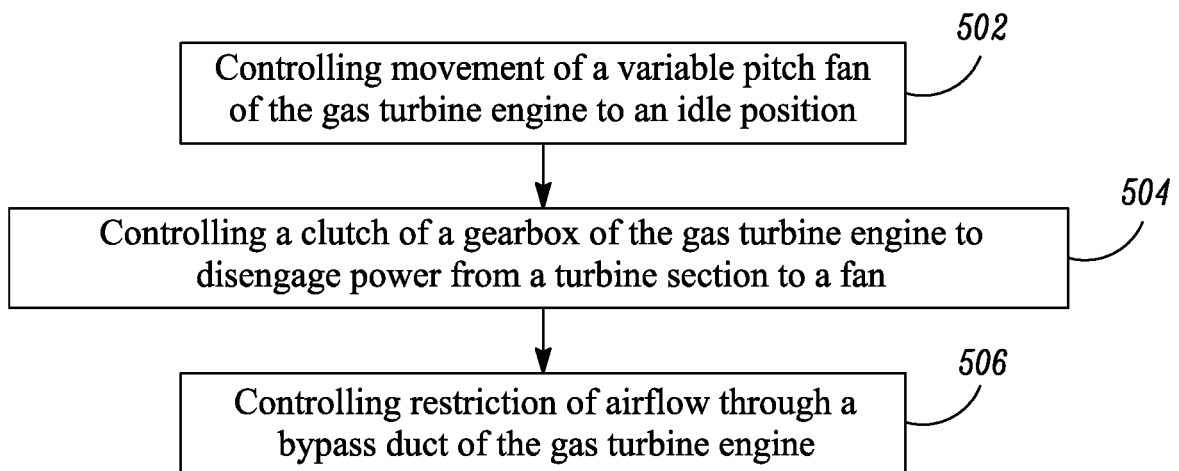 502
Controlling movement of a variable pitch fan
of the gas turbine engine to an idle position
504
Controlling a clutch of a gearbox of the gas turbine engine to
disengage power from a turbine section to a fan
506
Controlling restriction of airflow through a
bypass duct of the gas turbine engine